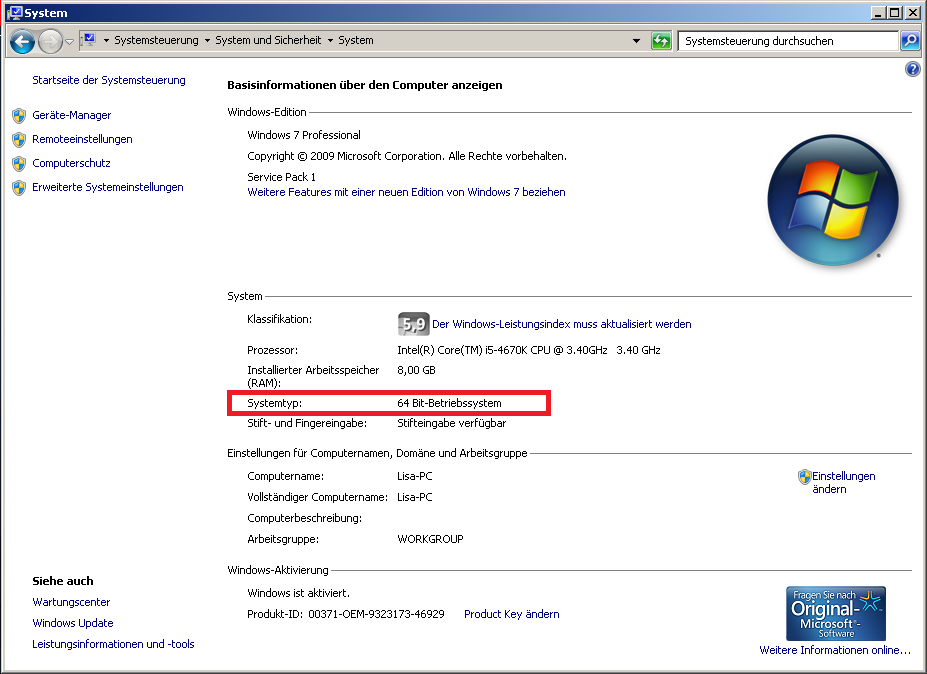 System
Systemsteuerung System und Sicherheit System
Systemsteuerung durchsuchen
Startseite der Systemsteuerung
Geräte-Manager
Remoteeinstellungen
Computerschutz
Erweiterte Systemeinstellungen
Siehe auch
Wartungscenter
Windows Update
Leistungsinformationen und -tools
Basisinformationen über den Computer anzeigen
Windows-Edition
Windows 7 Professional
Copyright © 2009 Microsoft Corporation. Alle Rechte vorbehalten.
Service Pack 1
Weitere Features mit einer neuen Edition von Windows 7 beziehen
System
Klassifikation: 5,9 Der Windows-Leistungsindex muss aktualisiert werden
Prozessor: Intel(R) Core(TM) i5-4670K CPU @ 3.40GHz 3.40 GHz
Installierter Arbeitsspeicher 8,00 GB
(RAM):
Systemtyp: 64 Bit-Betriebssystem
Stift- und Fingereingabe: Stifteingabe verfügbar
Einstellungen für Computernamen, Domäne und Arbeitsgruppe
Computername: Lisa-PC
Einstellungen
ändern
Vollständiger Computername: Lisa-PC
Computerbeschreibung:
Arbeitsgruppe: WORKGROUP
Windows-Aktivierung
Windows ist aktiviert.
Produkt-ID: 00371-OEM-9323173-46929 Product Key ändern
Fragen Sie nach
Original-
Microsoft®-
Software
Weitere Informationen online...